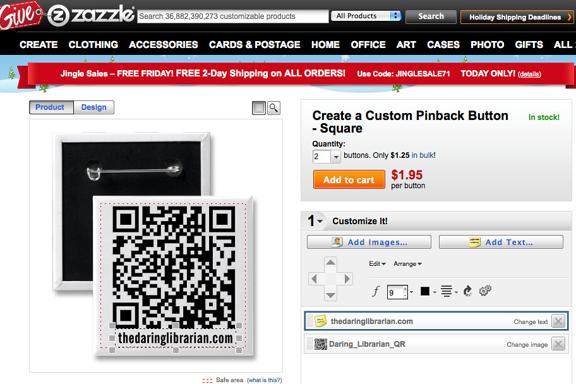 Give
zazzle
Search 36,882,390,273 customizable products
All Products
Search
Holiday Shipping Deadlines >
CREATE CLOTHING ACCESSORIES CARDS & POSTAGE HOME OFFICE ART CASES PHOTO GIFTS ALL
Jingle Sales – FREE FRIDAY! FREE 2-Day Shipping on ALL ORDERS! Use Code: JINGLESALE71 TODAY ONLY! (details)
Product Design
Create a Custom Pinback Button
- Square
In stock!
Quantity:
2 buttons. Only $1.25 in bulk!
Add to cart
$1.95
per button
1 Customize It!
Add Images...
Add Text...
Edit Arrange
f 9
thedaringlibrarian.com Change text
Daring_Librarian_QR Change image
thedaringlibrarian.com
Safe area (what is this?)